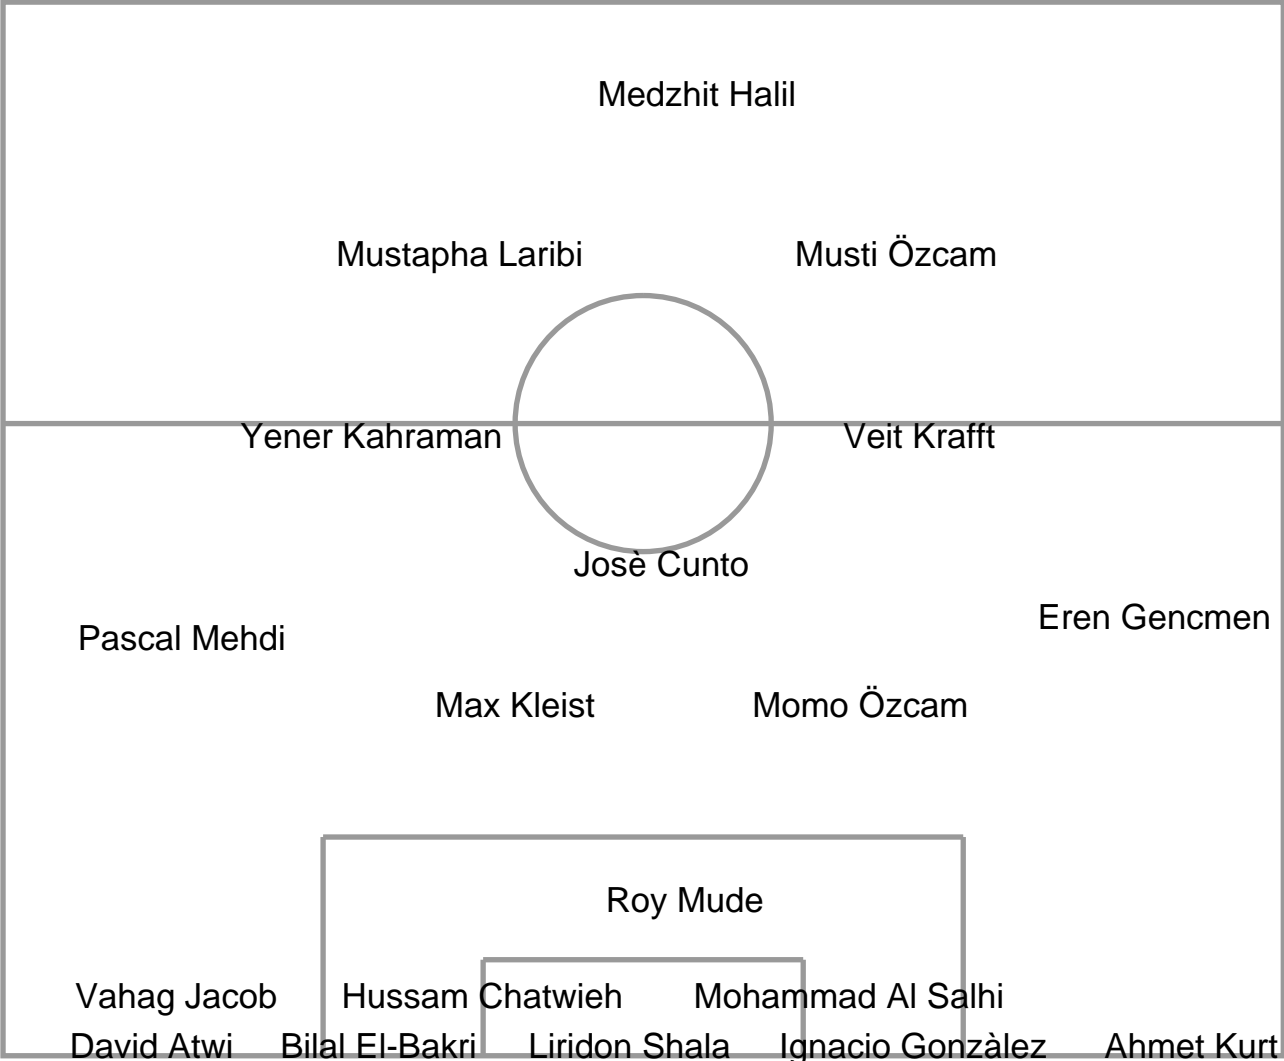 Medzhit Halil
Mustapha Laribi Musti Özcam
Yener Kahraman Veit Krafft
Josè Cunto
Eren Gencmen
Pascal Mehdi
Max Kleist Momo Özcam
Roy Mude
Vahag Jacob Hussam Chatwieh Mohammad Al Salhi
David Atwi Bilal El-Bakri Liridon Shala Ignacio Gonzàlez Ahmet Kurt